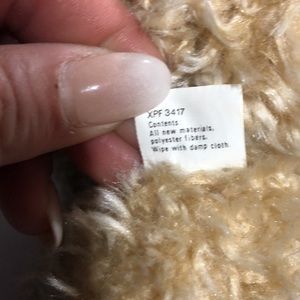 XPF 3417
Contents
All new materials,
polyester fibers.
Wipe with damp cloth